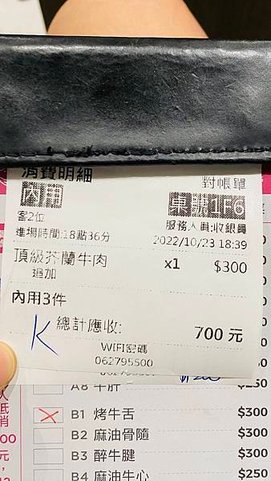 消費明細
對帳單
內用
桌號1F6
客2位
服務人員:收銀員
進場時間:18點36分
2022/10/23 18:39
頂級芥蘭牛肉 x1 $300
追加
內用3件
K
總計應收: 700 元
WIFI密碼
062795500
A8 牛肝 $250
B1 烤牛舌 $300
B2 麻油骨隨 $300
B3 醉牛腱 $300
B4 麻油牛心 $250